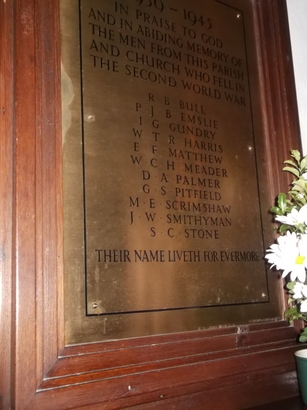 1939 – 1945
IN PRAISE TO GOD
AND IN ABIDING MEMORY OF
THE MEN FROM THIS PARISH
AND CHURCH WHO FELL IN
THE SECOND WORLD WAR
R B BULL
P J B EMSLIE
I G GUNDRY
W T R HARRIS
E F MATTHEW
W C H MEADER
D A PALMER
G S PITFIELD
M E SCRIMSHAW
J W SMITHYMAN
S C STONE
THEIR NAME LIVETH FOR EVERMORE